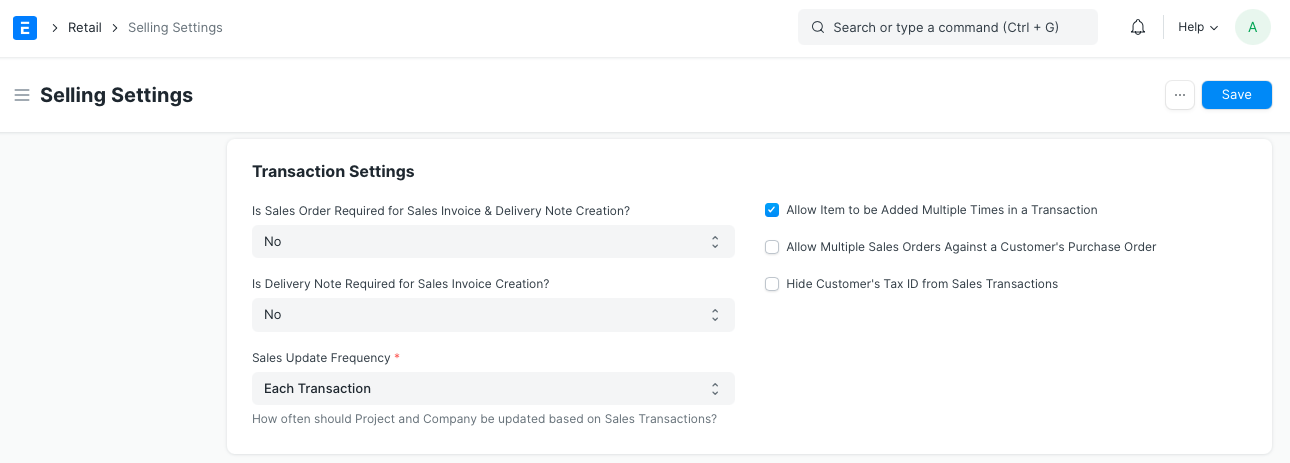 E
Retail
Selling Settings
Search or type a command (Ctrl + G)
Help
A
Selling Settings
...
Save
Transaction Settings
Is Sales Order Required for Sales Invoice & Delivery Note Creation?
No
Is Delivery Note Required for Sales Invoice Creation?
No
Sales Update Frequency *
Each Transaction
How often should Project and Company be updated based on Sales Transactions?
Allow Item to be Added Multiple Times in a Transaction
Allow Multiple Sales Orders Against a Customer's Purchase Order
Hide Customer's Tax ID from Sales Transactions